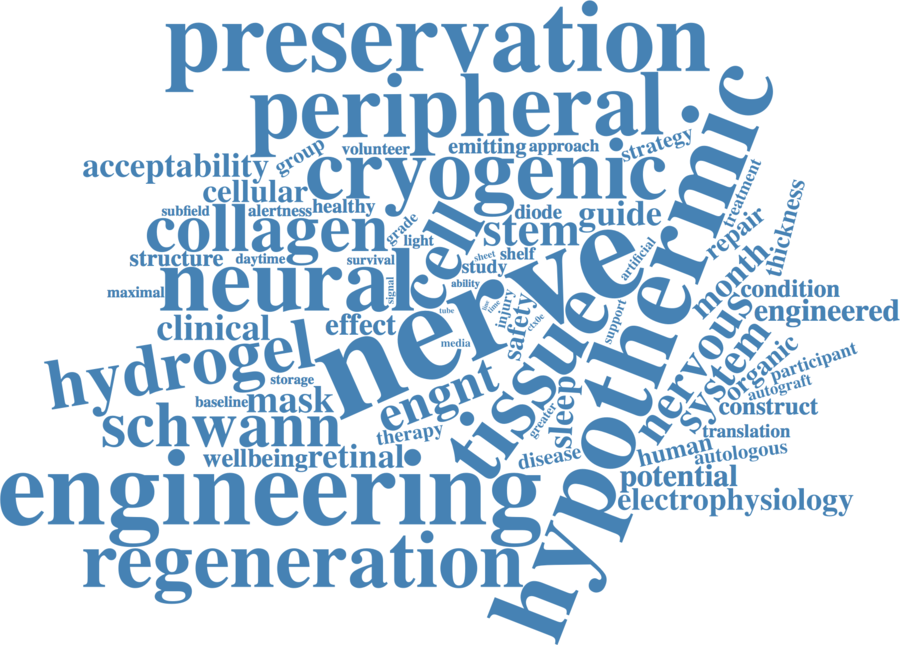 preservation
peripheral
hypothermic
volunteer
emitting
approach
strategy
group
acceptability
cryogenic
cellular
healthy
alertness
subfield
treatment
thickness
collagen
grade
light
cell
diode
guide
stem
nerve
repair
artificial
structure
daytime
survival
sheet
shelf
study
neural
signal
ability
month
condition
maximal
tube
time
injury
safety
ctx0e
support
engineered
clinical
effect
media
tissue
nervous
system
organic
participant
hydrogel
storage
engnt
autograft
baseline
mask
greater
sleep
construct
schwann
therapy
translation
wellbeing
retinal
disease
human
autologous
engineering
potential
electrophysiology
regeneration